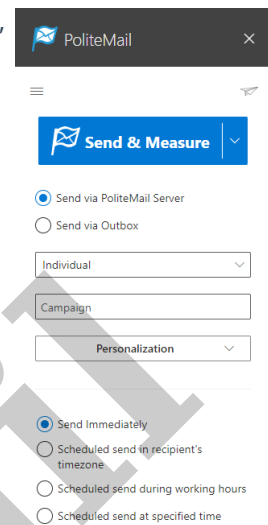 PoliteMail
Send & Measure
Send via PoliteMail Server
Send via Outbox
Individual
Campaign
Personalization
Send Immediately
Scheduled send in recipient's
timezone
Scheduled send during working hours
Scheduled send at specified time